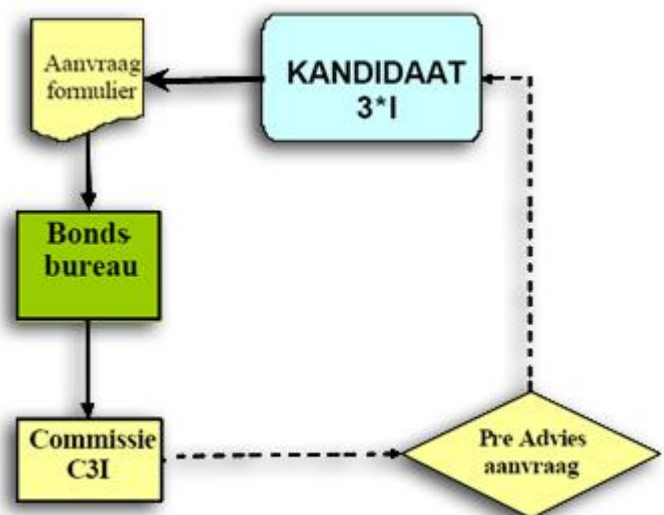 Aanvraag
formulier
KANDIDAAT
3*I
Bonds-
bureau
Commissie
C3I
Pre Advies
aanvraag